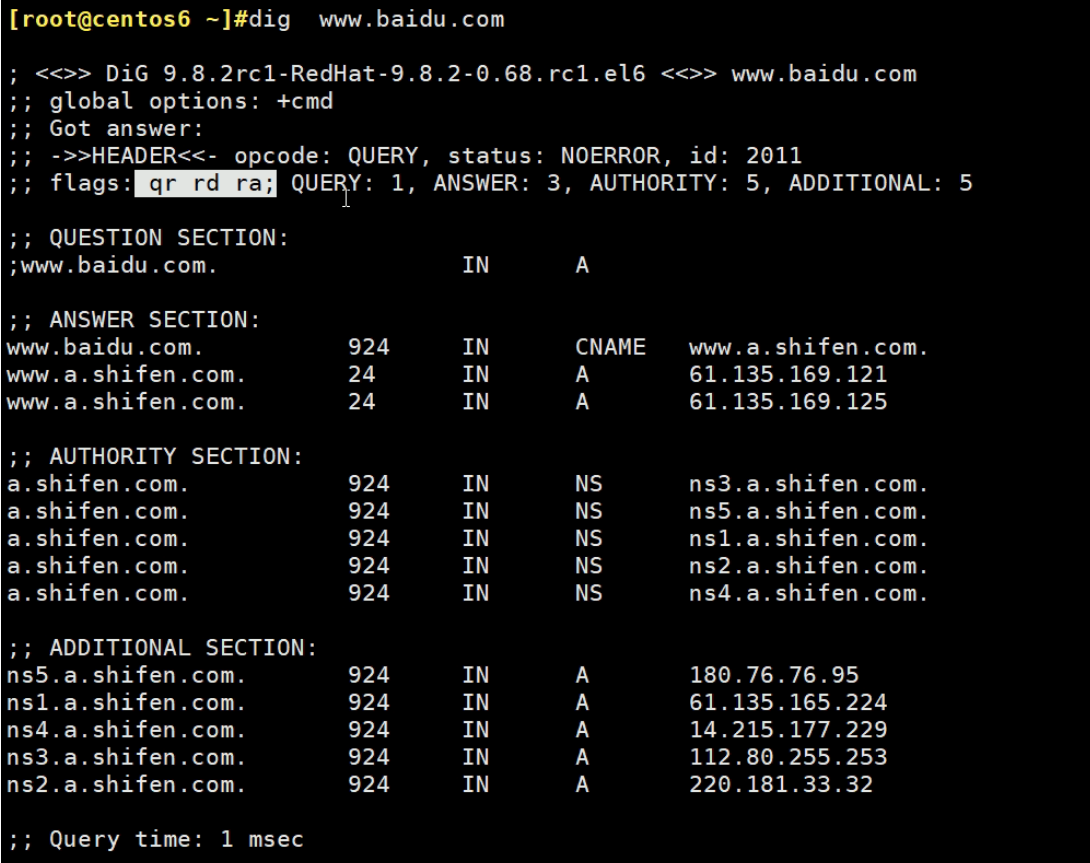 [root@centos6 ~]#dig  www.baidu.com
; <<>> DiG 9.8.2rc1-RedHat-9.8.2-0.68.rc1.el6 <<>> www.baidu.com
;; global options: +cmd
;; Got answer:
;; ->>HEADER<<- opcode: QUERY, status: NOERROR, id: 2011
;; flags: qr rd ra; QUERY: 1, ANSWER: 3, AUTHORITY: 5, ADDITIONAL: 5
;; QUESTION SECTION:
;www.baidu.com. IN A
;; ANSWER SECTION:
www.baidu.com. 924 IN CNAME www.a.shifen.com.
www.a.shifen.com. 24 IN A 61.135.169.121
www.a.shifen.com. 24 IN A 61.135.169.125
;; AUTHORITY SECTION:
a.shifen.com. 924 IN NS ns3.a.shifen.com.
a.shifen.com. 924 IN NS ns5.a.shifen.com.
a.shifen.com. 924 IN NS ns1.a.shifen.com.
a.shifen.com. 924 IN NS ns2.a.shifen.com.
a.shifen.com. 924 IN NS ns4.a.shifen.com.
;; ADDITIONAL SECTION:
ns5.a.shifen.com. 924 IN A 180.76.76.95
ns1.a.shifen.com. 924 IN A 61.135.165.224
ns4.a.shifen.com. 924 IN A 14.215.177.229
ns3.a.shifen.com. 924 IN A 112.80.255.253
ns2.a.shifen.com. 924 IN A 220.181.33.32
;; Query time: 1 msec